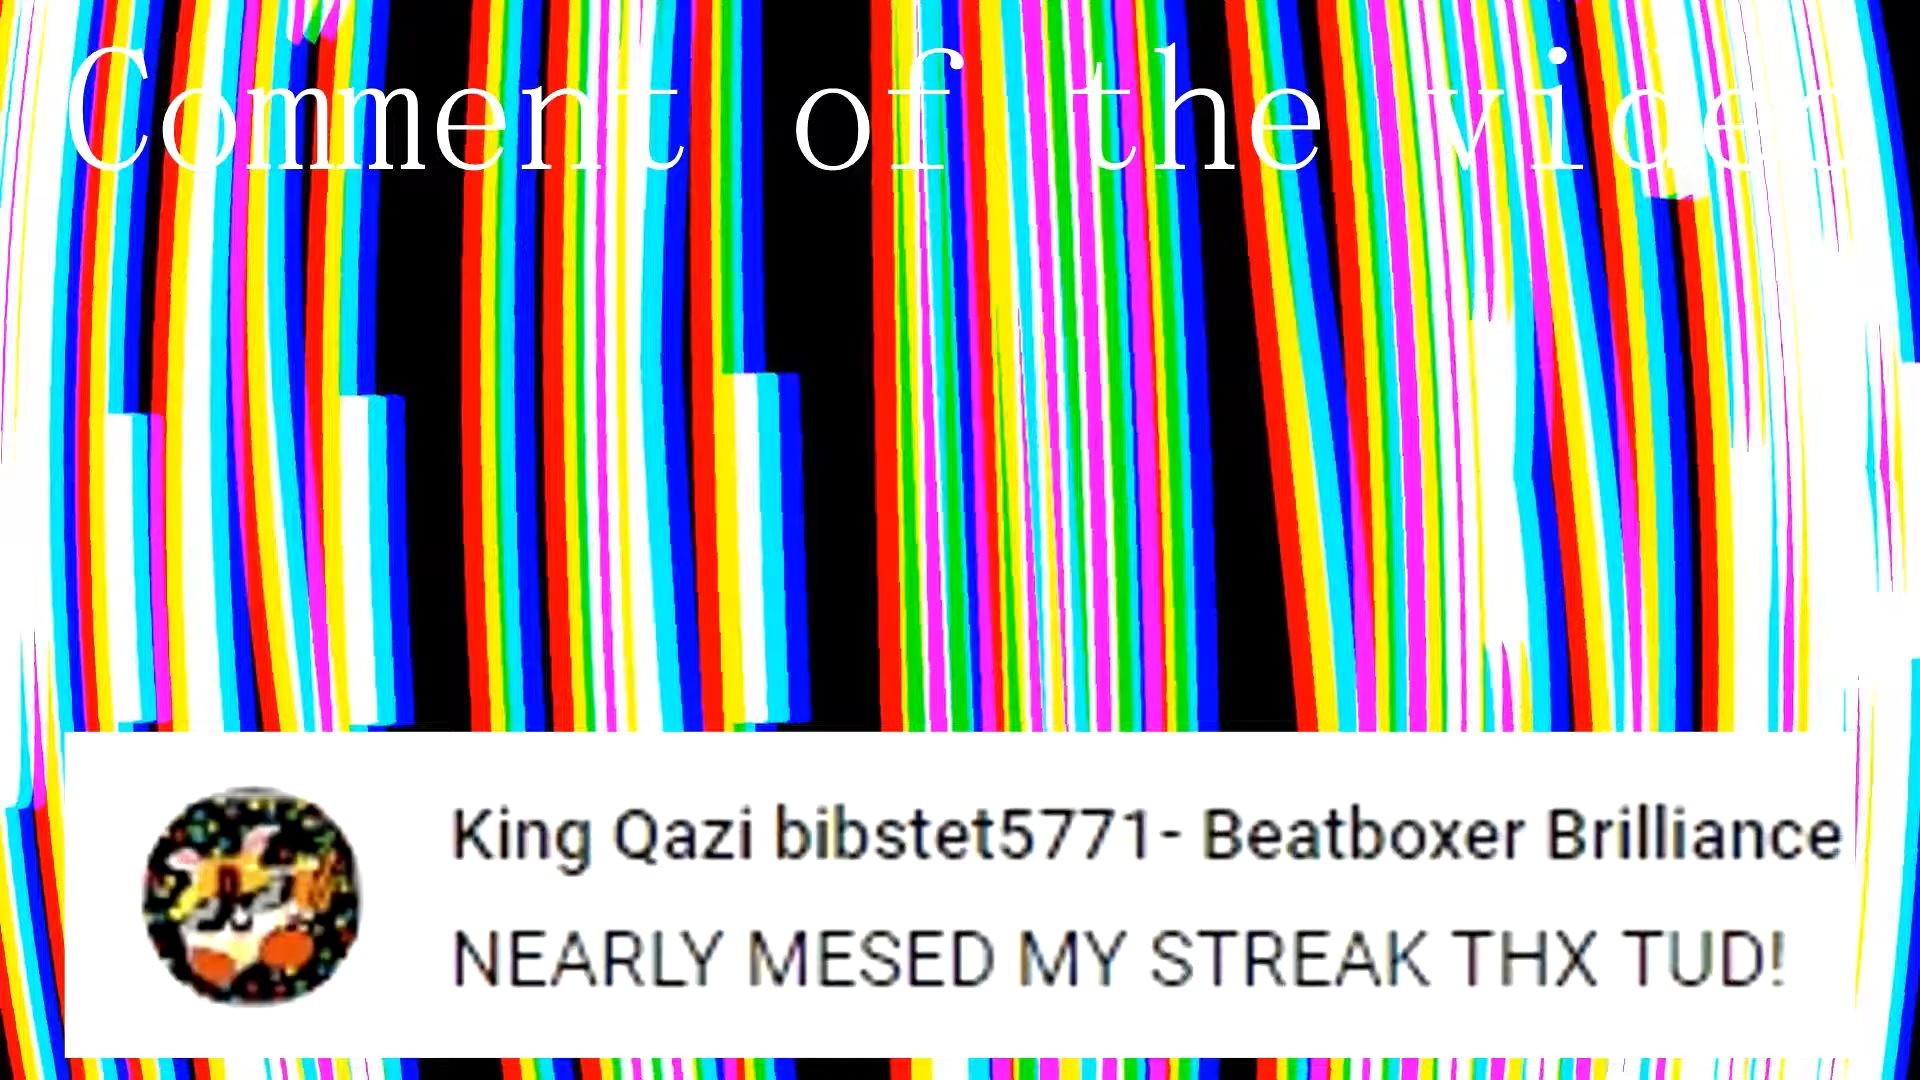 Comment of the video
King Qazi bibstet5771- Beatboxer Brilliance
NEARLY MESED MY STREAK THX TUD!